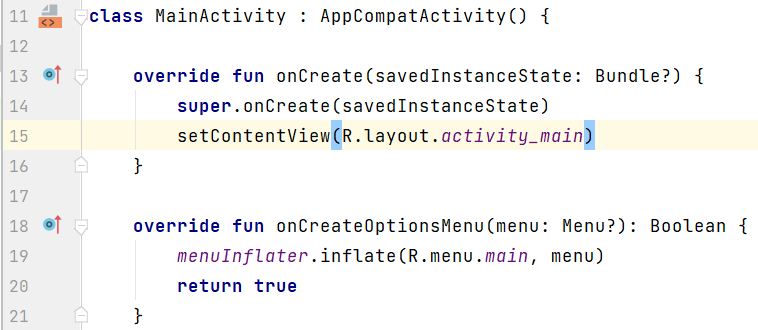 11 class MainActivity : AppCompatActivity() {
12
13 override fun onCreate(savedInstanceState: Bundle?) {
14 super.onCreate(savedInstanceState)
15 setContentView(R.layout.activity_main)
16 }
17
18 override fun onCreateOptionsMenu(menu: Menu?): Boolean {
19 menuInflater.inflate(R.menu.main, menu)
20 return true
21 }